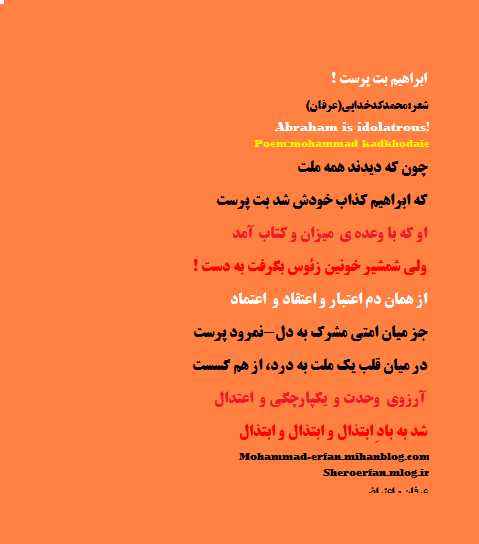 ابراهیم بت پرست !
شعر:محمدکدخدایی(عرفان)
Abraham is idolatrous!
Poem:mohammad kadkhodaie
چون که دیدند همه ملت
که ابراهیم کذاب خودش شد بت پرست
او که با وعده ی میزان و کتاب آمد
ولی شمشیر خونین زئوس بگرفت به دست !
از همان دم اعتبار و اعتقاد و اعتماد
جز میان امتی مشرک به دل-نمرود پرست
در میان قلب یک ملت به درد، از هم گسست
آرزوی وحدت و یکپارچگی و اعتدال
شد به بادِ ابتذال و ابتذال و ابتذال
Mohammad-erfan.mihanblog.com
Sheroerfan.mlog.ir
عرفان و اعتراض